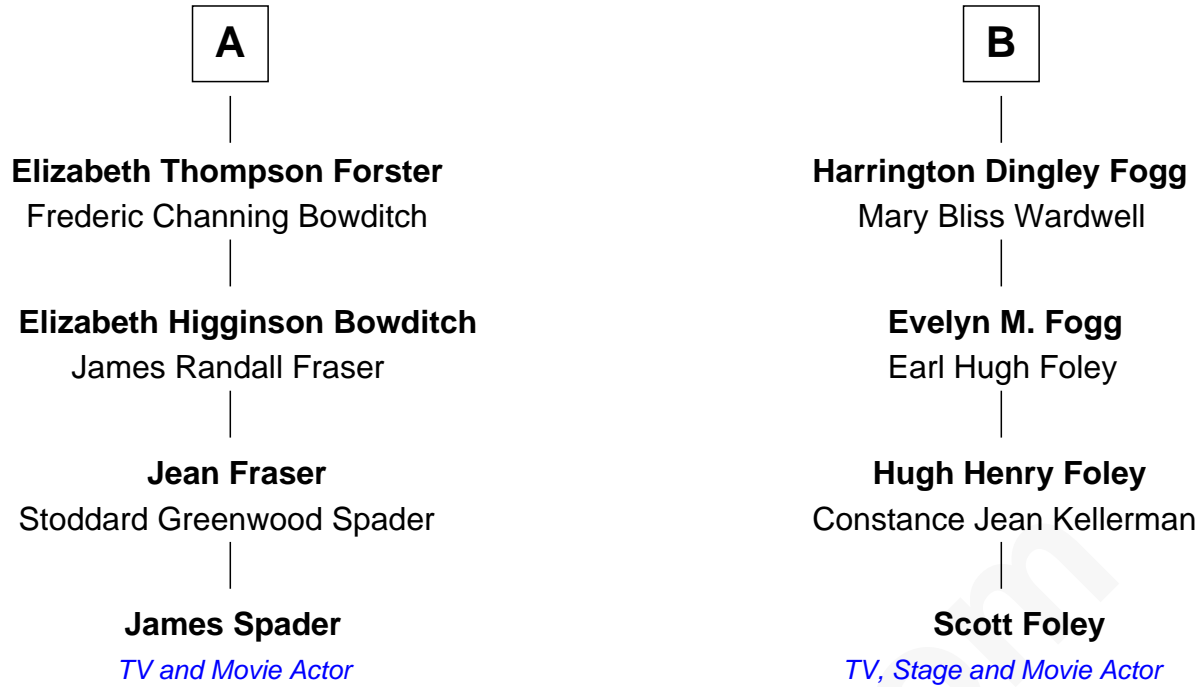 A
Elizabeth Thompson Forster
Frederic Channing Bowditch
Elizabeth Higginson Bowditch
James Randall Fraser
Jean Fraser
Stoddard Greenwood Spader
James Spader
TV and Movie Actor
B
Harrington Dingley Fogg
Mary Bliss Wardwell
Evelyn M. Fogg
Earl Hugh Foley
Hugh Henry Foley
Constance Jean Kellerman
Scott Foley
TV, Stage and Movie Actor